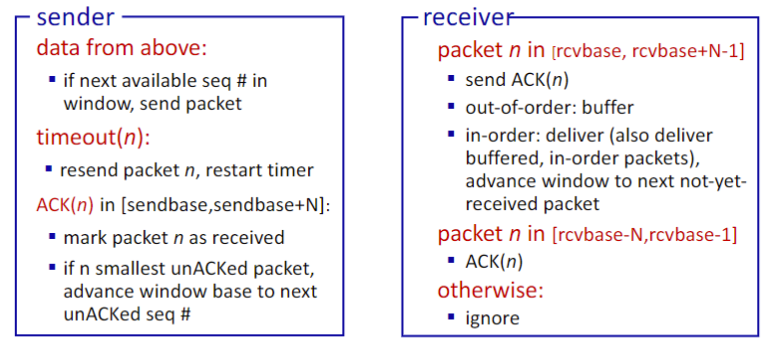 sender
data from above:
▪ if next available seq # in
window, send packet
timeout(n):
▪ resend packet n, restart timer
ACK(n) in [sendbase,sendbase+N]:
▪ mark packet n as received
▪ if n smallest unACKed packet,
advance window base to next
unACKed seq #
receiver
packet n in [rcvbase, rcvbase+N-1]
▪ send ACK(n)
▪ out-of-order: buffer
▪ in-order: deliver (also deliver
buffered, in-order packets),
advance window to next not-yet-
received packet
packet n in [rcvbase-N,rcvbase-1]
▪ ACK(n)
otherwise:
▪ ignore